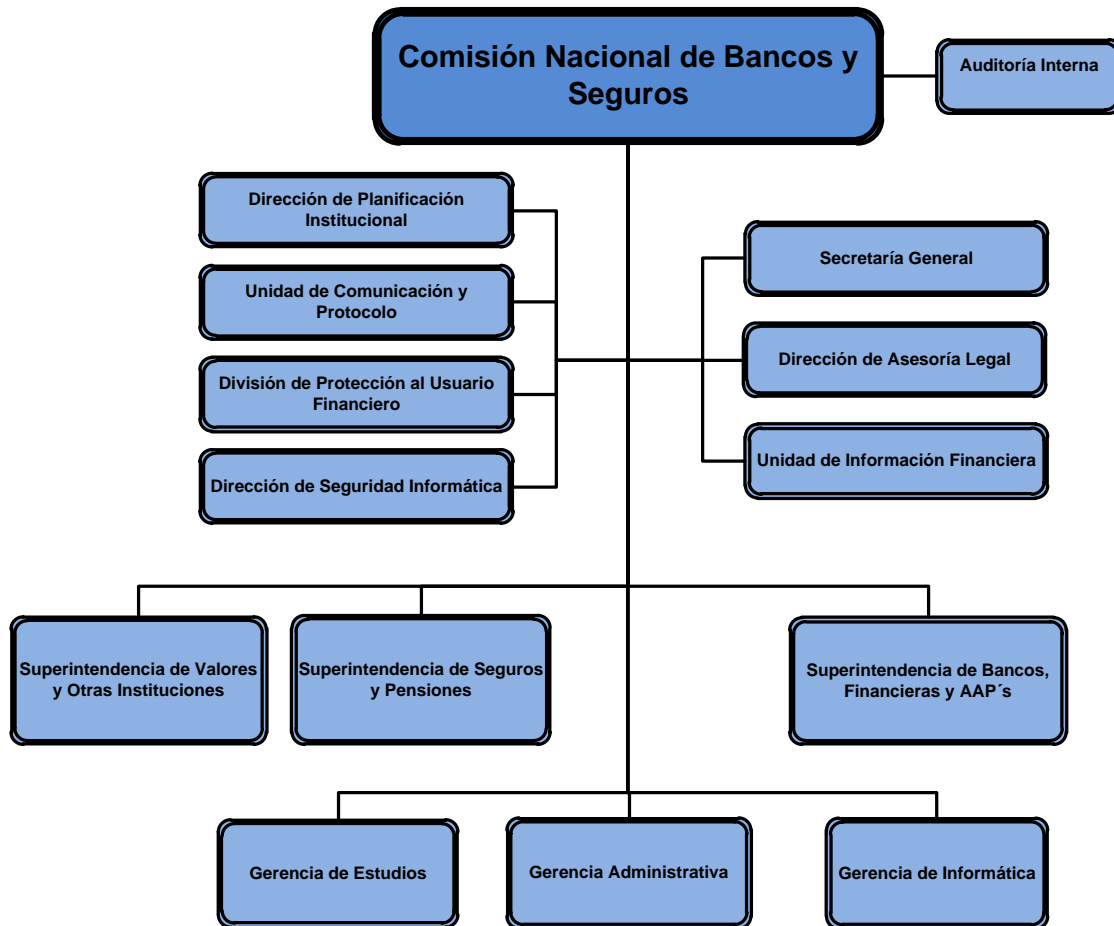 Comisión Nacional de Bancos y
Seguros
Auditoría Interna
Dirección de Planificación
Institucional
Unidad de Comunicación y
Protocolo
División de Protección al Usuario
Financiero
Dirección de Seguridad Informática
Secretaría General
Dirección de Asesoría Legal
Unidad de Información Financiera
Superintendencia de Valores
y Otras Instituciones
Superintendencia de Seguros
y Pensiones
Superintendencia de Bancos,
Financieras y AAP´s
Gerencia de Estudios
Gerencia Administrativa
Gerencia de Informática